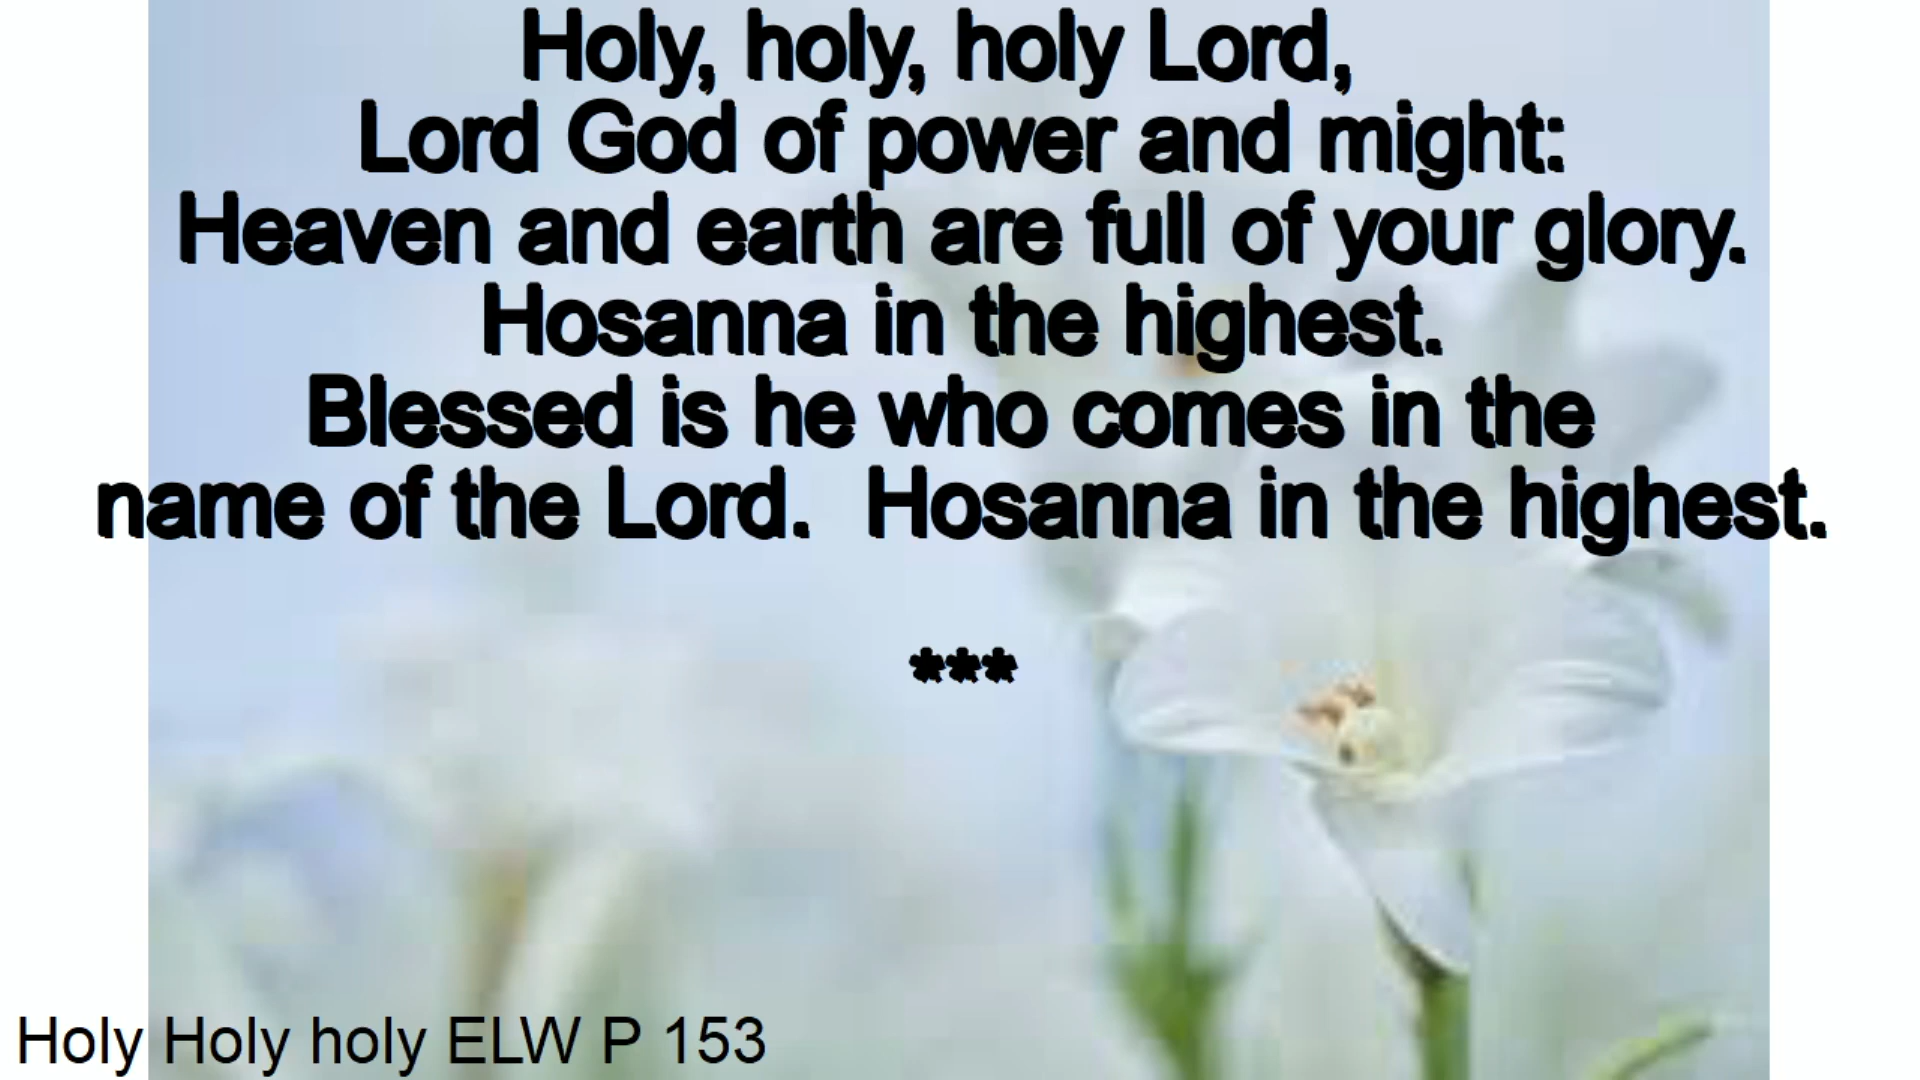 Holy, holy, holy Lord,
Lord God of power and might:
Heaven and earth are full of your glory.
Hosanna in the highest.
Blessed is he who comes in the
name of the Lord.  Hosanna in the highest.
***
Holy Holy holy ELW P 153